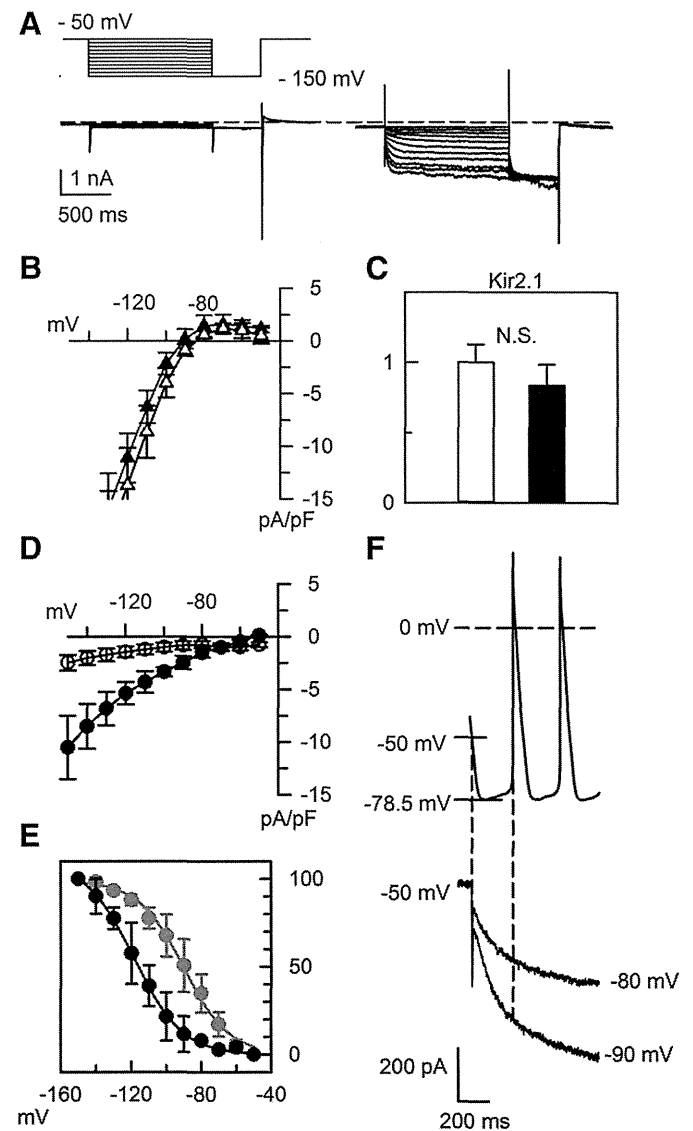 A
- 50 mV
- 150 mV
1 nA
500 ms
B
-120 -80
mV
5
0
-5
-10
-15
pA/pF
C
Kir2.1
N.S.
1
0
D
-120 -80
mV
5
0
-5
-10
-15
pA/pF
E
100
50
0
-160 -120 -80 -40
mV
F
0 mV
-50 mV
-78.5 mV
-50 mV
-80 mV
-90 mV
200 pA
200 ms